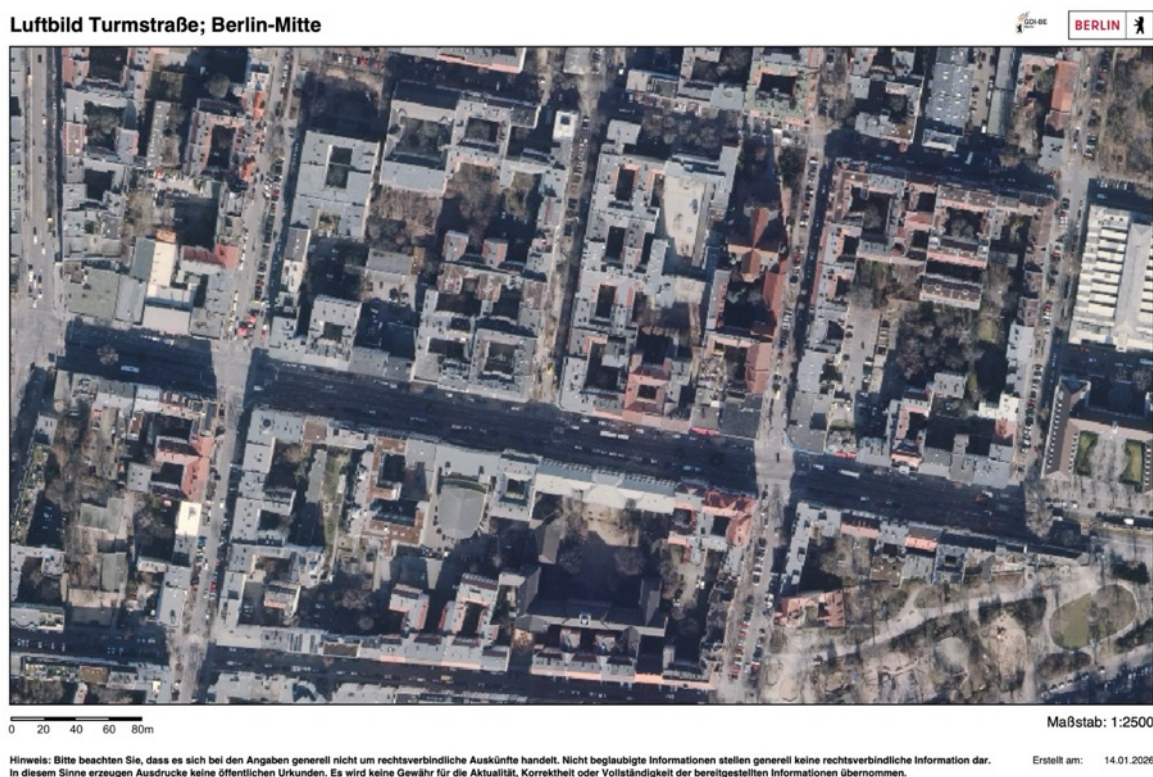 Luftbild Turmstraße; Berlin-Mitte
GDI-BE
Berlin
BERLIN
0 20 40 60 80m
Maßstab: 1:2500
Hinweis: Bitte beachten Sie, dass es sich bei den Angaben generell nicht um rechtsverbindliche Auskünfte handelt. Nicht beglaubigte Informationen stellen generell keine rechtsverbindliche Information dar.
In diesem Sinne erzeugen Ausdrucke keine öffentlichen Urkunden. Es wird keine Gewähr für die Aktualität, Korrektheit oder Vollständigkeit der bereitgestellten Informationen übernommen.
Erstellt am: 14.01.2026